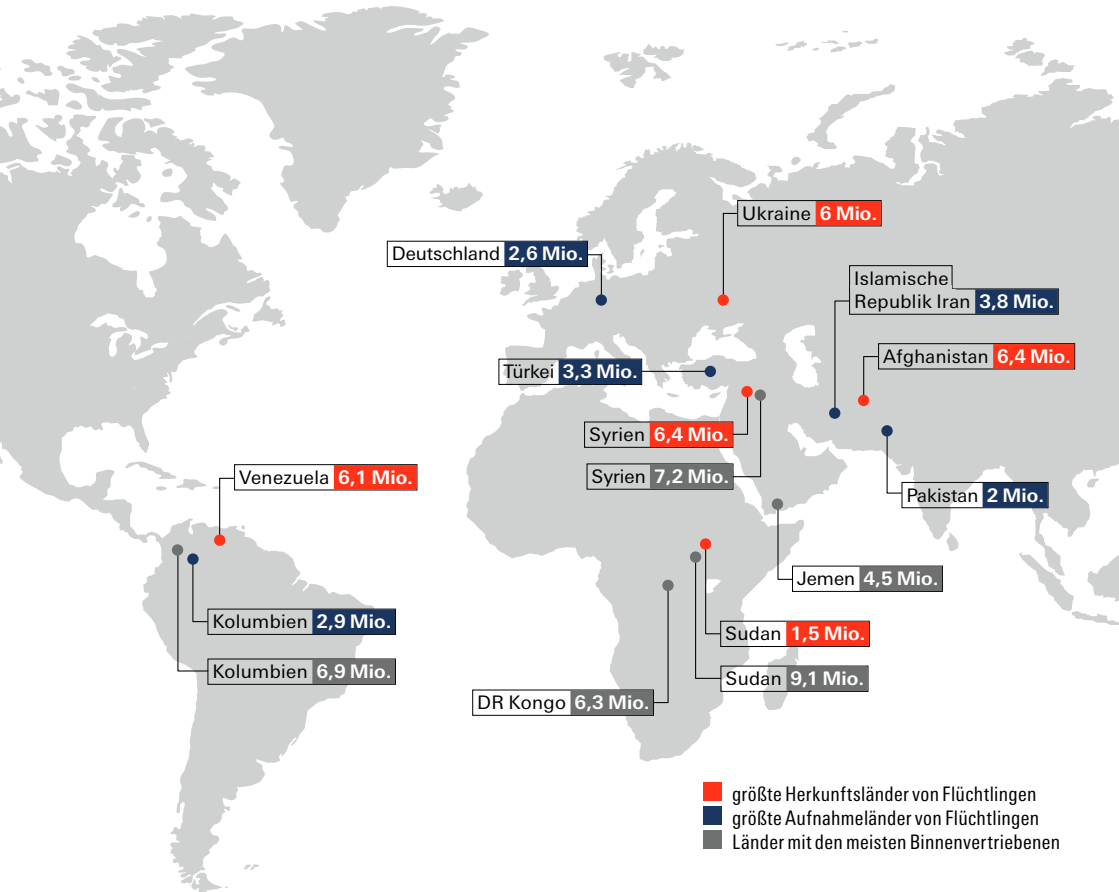 Ukraine 6 Mio.
Deutschland 2,6 Mio.
Islamische
Republik Iran 3,8 Mio.
Afghanistan 6,4 Mio.
Türkei 3,3 Mio.
Syrien 6,4 Mio.
Syrien 7,2 Mio.
Venezuela 6,1 Mio.
Pakistan 2 Mio.
Jemen 4,5 Mio.
Kolumbien 2,9 Mio.
Sudan 1,5 Mio.
Kolumbien 6,9 Mio.
Sudan 9,1 Mio.
DR Kongo 6,3 Mio.
größte Herkunftsländer von Flüchtlingen
größte Aufnahmeländer von Flüchtlingen
Länder mit den meisten Binnenvertriebenen